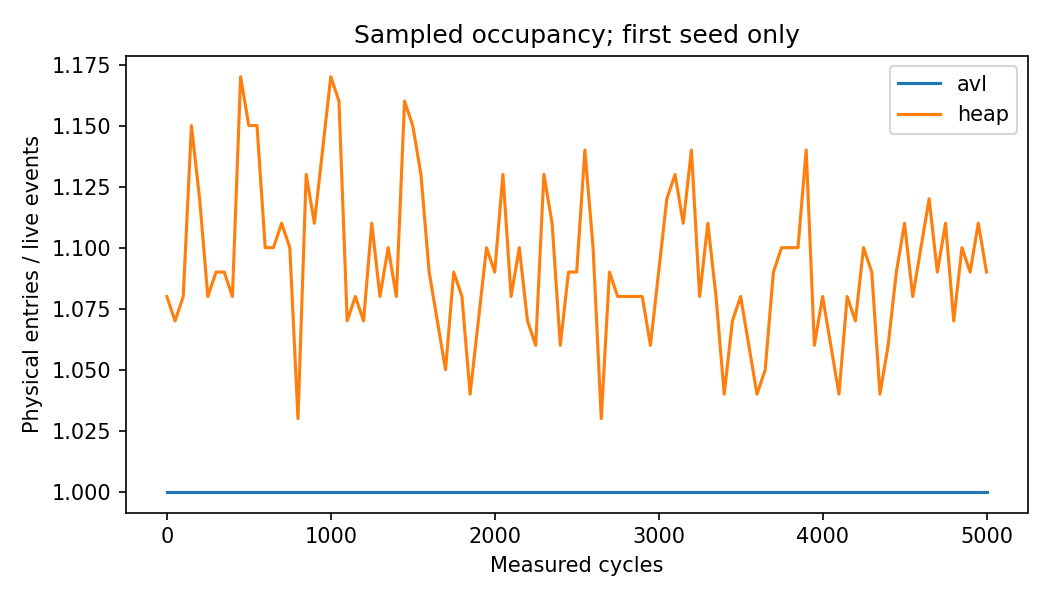 Sampled occupancy; first seed only
Physical entries / live events
1.175
1.150
1.125
1.100
1.075
1.050
1.025
1.000
avl
heap
0 1000 2000 3000 4000 5000
Measured cycles